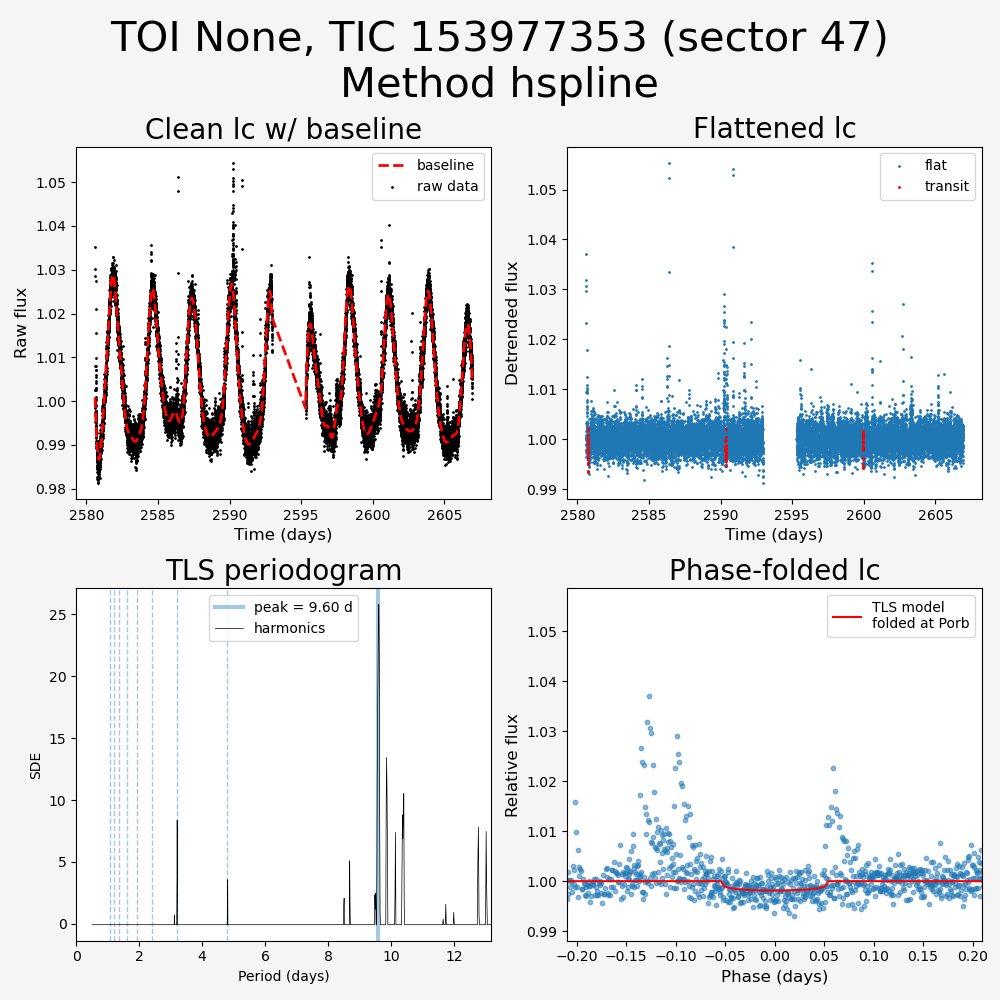 TOI None, TIC 153977353 (sector 47)
Method hspline
Clean lc w/ baseline
Flattened lc
baseline
raw data
flat
transit
1.05
1.04
1.03
1.02
1.01
1.00
0.99
0.98
Raw flux
2580
2585
2590
2595
2600
2605
Time (days)
1.05
1.04
1.03
1.02
1.01
1.00
0.99
Detrended flux
2580
2585
2590
2595
2600
2605
Time (days)
TLS periodogram
Phase-folded lc
peak = 9.60 d
harmonics
TLS model
folded at Porb
25
20
15
10
5
0
SDE
0
2
4
6
8
10
12
Period (days)
1.05
1.04
1.03
1.02
1.01
1.00
0.99
Relative flux
−0.20
−0.15
−0.10
−0.05
0.00
0.05
0.10
0.15
0.20
Phase (days)